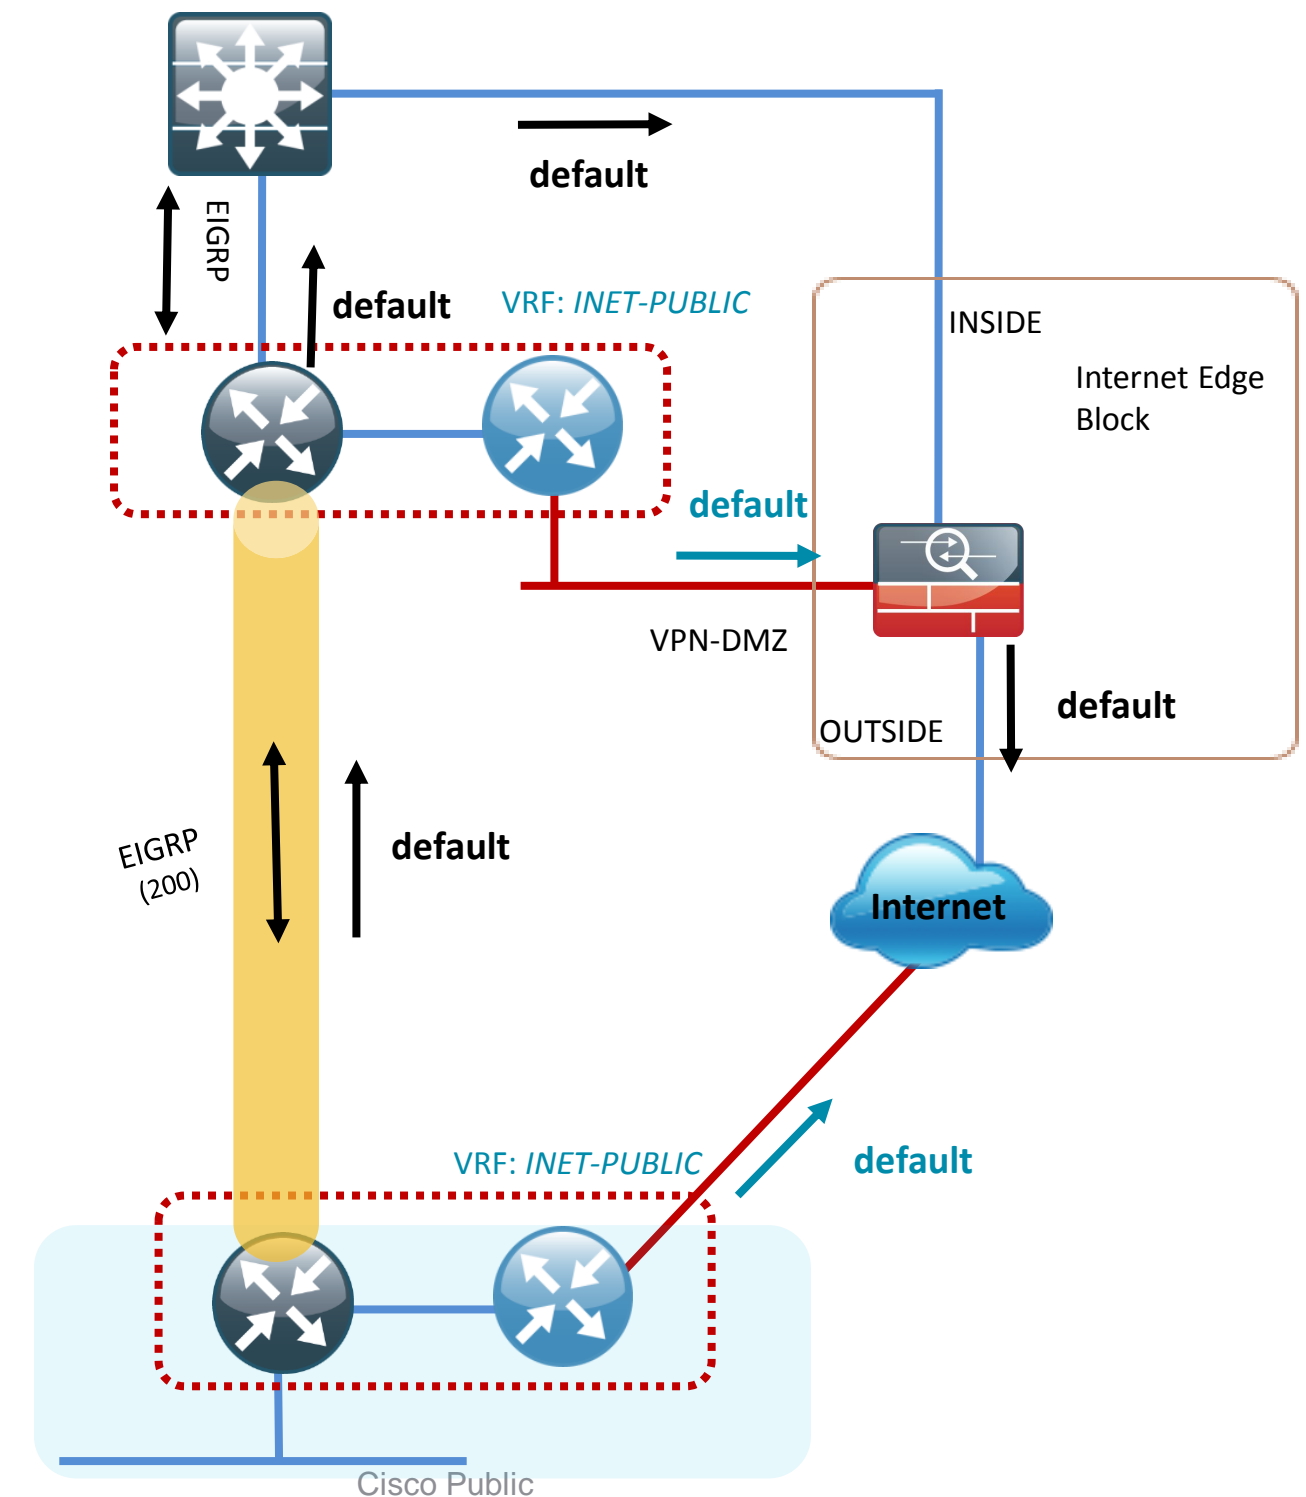 default
EIGRP
default
VRF: INET-PUBLIC
INSIDE
Internet Edge
Block
default
VPN-DMZ
default
OUTSIDE
EIGRP
(200)
default
Internet
VRF: INET-PUBLIC
default
Cisco Public